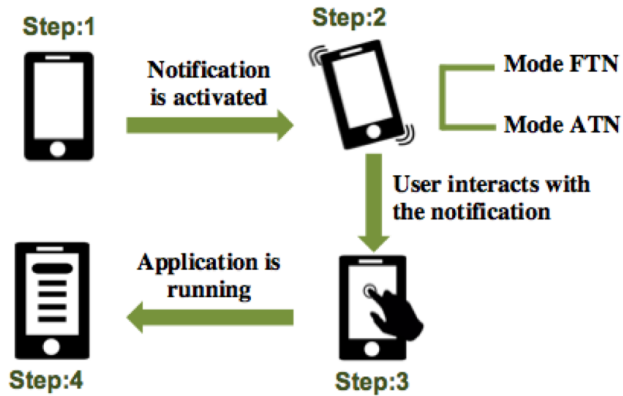 Step:1
Notification
is activated
Step:2
Mode FTN
Mode ATN
User interacts with
the notification
Step:3
Application is
running
Step:4